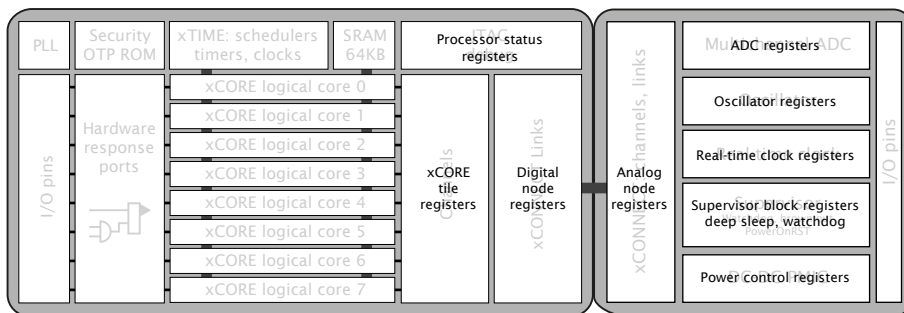 PLL
Security
OTP ROM
xTIME: schedulers
timers, clocks
SRAM
64KB
JTAG
debug
Processor status
registers
I/O pins
Hardware
response
ports
xCORE logical core 0
xCORE logical core 1
xCORE logical core 2
xCORE logical core 3
xCORE logical core 4
xCORE logical core 5
xCORE logical core 6
xCORE logical core 7
xCORE
tile
registers
Digital
node
registers
Analog
node
registers
ADC registers
Oscillator registers
Real-time clock registers
Supervisor block registers
deep sleep, watchdog
PowerOnRST
Power control registers
I/O pins